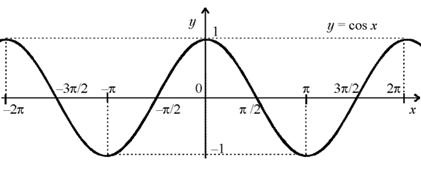 y 1 y = cos x
–3π/2 –π 0 π 3π/2 2π
–2π –π/2 π /2 x
–1